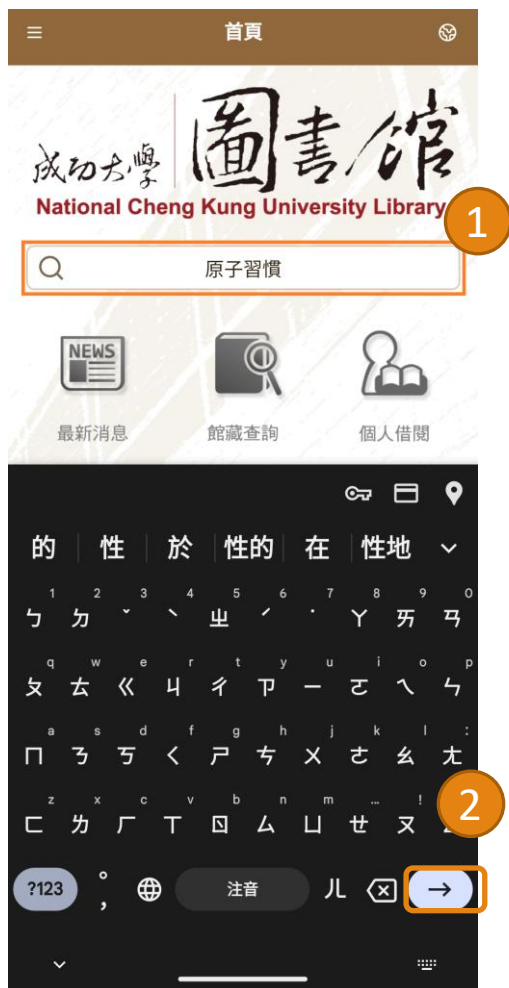 首頁
成功大學 圖書館
National Cheng Kung University Library
1
原子習慣
NEWS
最新消息 館藏查詢 個人借閱
的 性 於 性的 在 性地
1 2 3 4 5 6 7 8 9 0
ㄅ ㄉ ˇ ˋ ㄓ ˊ ˙ ㄚ ㄞ ㄢ
q w e r t y u i o p
ㄆ ㄊ ㄍ ㄐ ㄔ ㄗ ㄧ ㄛ ㄟ ㄣ
a s d f g h j k l :
ㄇ ㄋ ㄎ ㄑ ㄕ ㄘ ㄨ ㄜ ㄠ ㄤ
z x c v b n m … !
ㄈ ㄌ ㄏ ㄒ ㄖ ㄙ ㄩ ㄝ ㄡ
2
?123 ° , 注音 ㄦ →